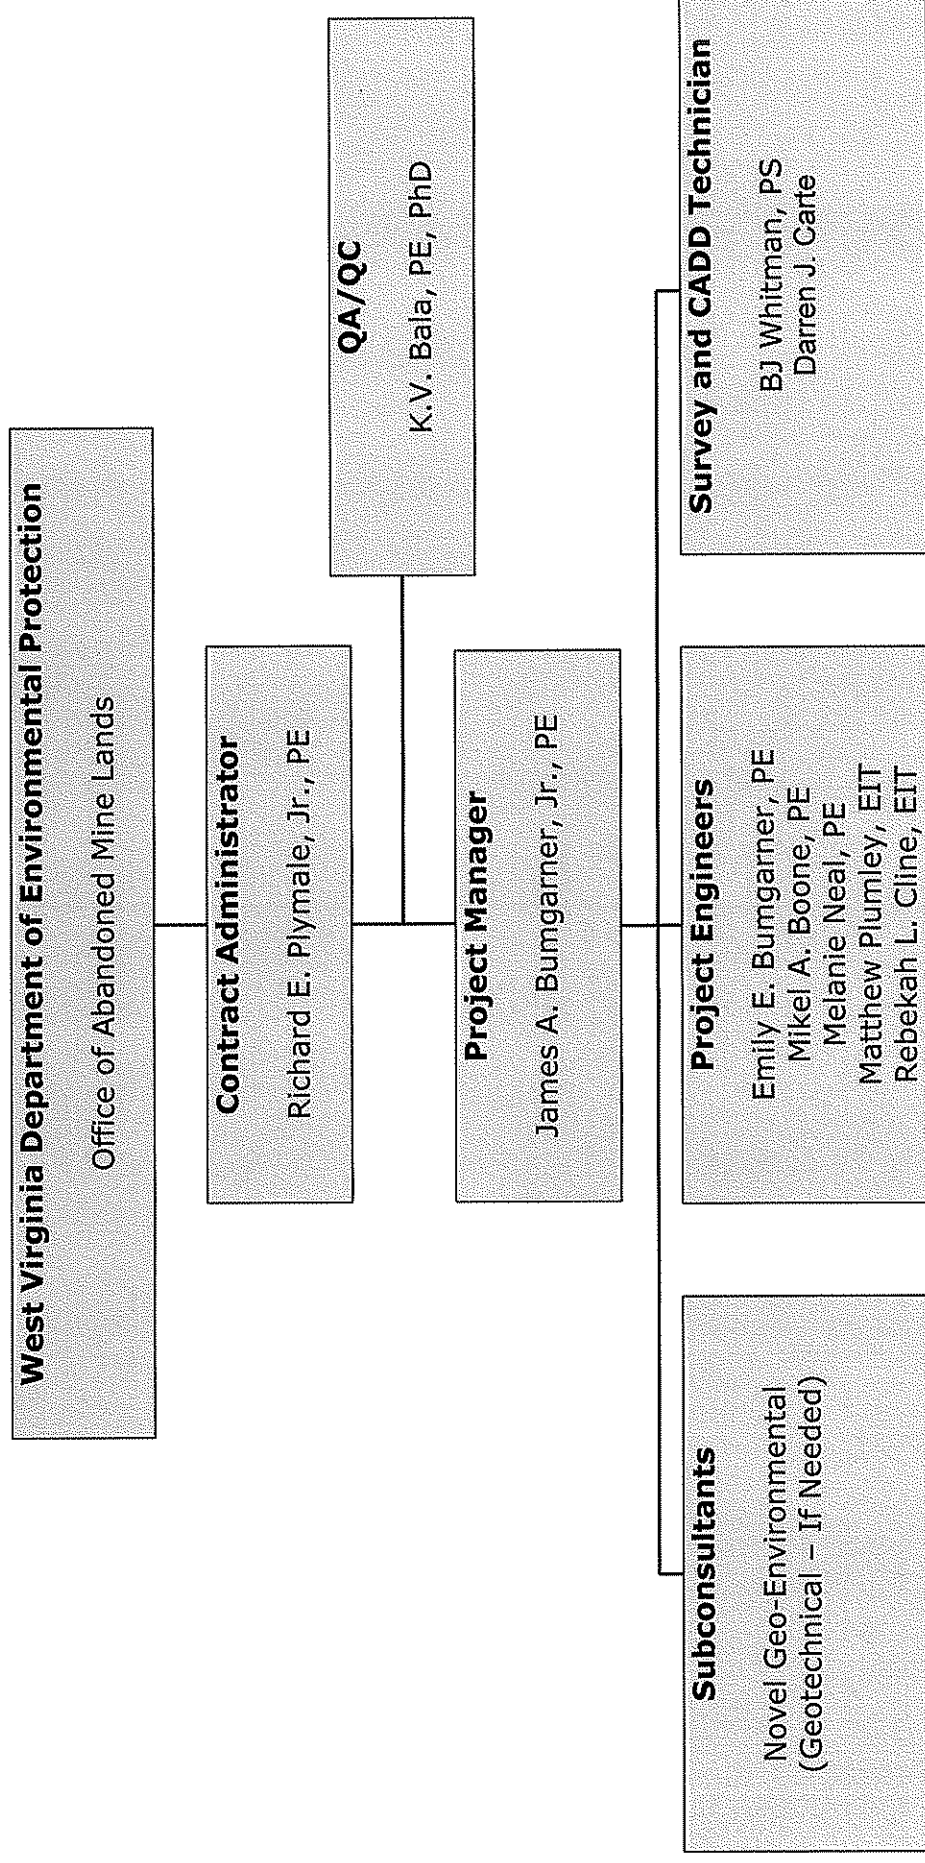 West Virginia Department of Environmental Protection
Office of Abandoned Mine Lands
Contract Administrator
Richard E. Plymale, Jr., PE
QA/QC
K.V. Bala, PE, PhD
Project Manager
James A. Bumgarner, Jr., PE
Subconsultants
Novel Geo-Environmental
(Geotechnical – If Needed)
Project Engineers
Emily E. Bumgarner, PE
Mikel A. Boone, PE
Melanie Neal, PE
Matthew Plumley, EIT
Rebekah L. Cline, EIT
Survey and CADD Technician
BJ Whitman, PS
Darren J. Carte